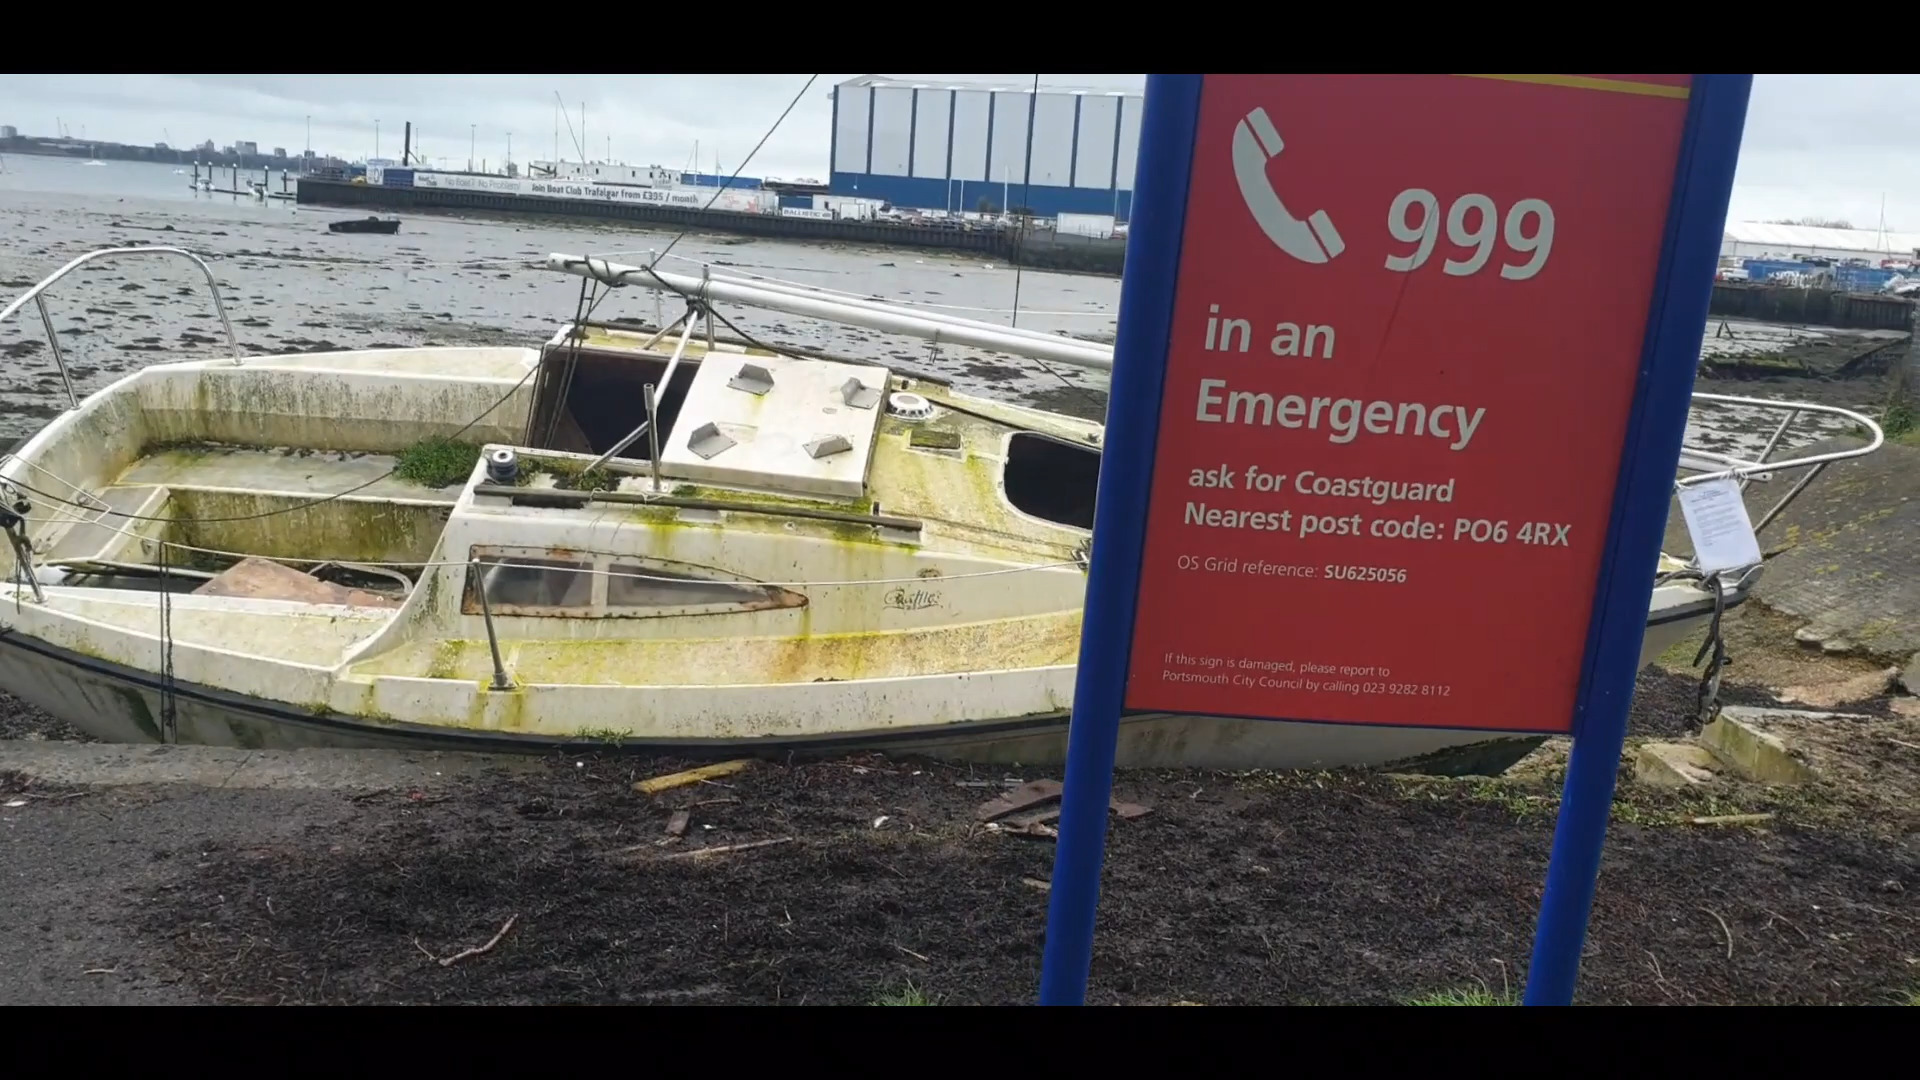 No Boat? No Problem! Join Boat Club Trafalgar from £395 / month
BALLISTIC
999
in an
Emergency
ask for Coastguard
Nearest post code: PO6 4RX
OS Grid reference: SU625056
If this sign is damaged, please report to
Portsmouth City Council by calling 023 9282 8112